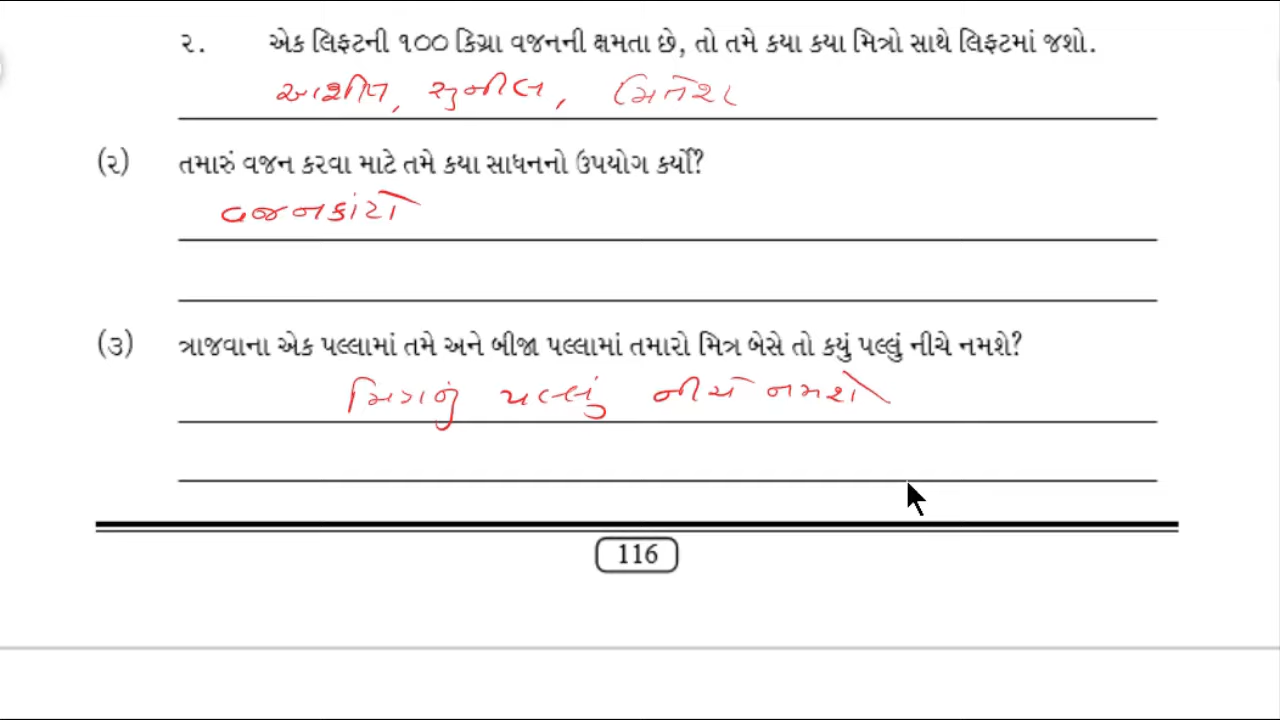 ૨. એક લિફ્ટની ૧૦૦ કિગ્રા વજનની ક્ષમતા છે, તો તમે કયા કયા મિત્રો સાથે લિફ્ટમાં જશો.
આશીત, સુનીલ, મિતેશ
(૨) તમારું વજન કરવા માટે તમે કયા સાધનનો ઉપયોગ કર્યો?
વજનકાંટો
(૩) ત્રાજવાના એક પલ્લામાં તમે અને બીજા પલ્લામાં તમારો મિત્ર બેસે તો કયું પલ્લું નીચે નમશે?
મિત્રનું પલ્લું નીચે નમશે
116